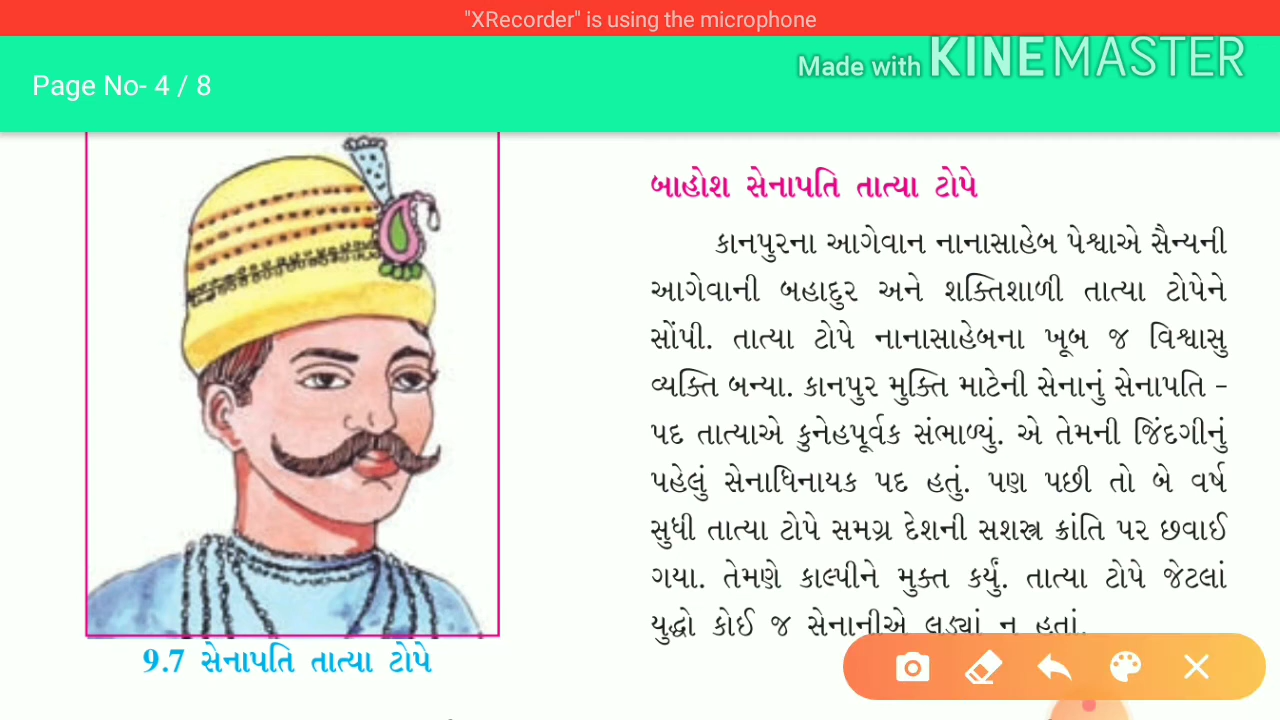 "XRecorder" is using the microphone
Made with KINEMASTER
Page No- 4 / 8
બાહોશ સેનાપતિ તાત્યા ટોપે
કાનપુરના આગેવાન નાનાસાહેબ પેશ્વાએ સૈન્યની
આગેવાની બહાદુર અને શક્તિશાળી તાત્યા ટોપેને
સોંપી. તાત્યા ટોપે નાનાસાહેબના ખૂબ જ વિશ્વાસુ
વ્યક્તિ બન્યા. કાનપુર મુક્તિ માટેની સેનાનું સેનાપતિ -
પદ તાત્યાએ કુનેહપૂર્વક સંભાળ્યું. એ તેમની જિંદગીનું
પહેલું સેનાધિનાયક પદ હતું. પણ પછી તો બે વર્ષ
સુધી તાત્યા ટોપે સમગ્ર દેશની સશસ્ત્ર ક્રાંતિ પર છવાઈ
ગયા. તેમણે કાલ્પીને મુક્ત કર્યું. તાત્યા ટોપે જેટલાં
યુદ્ધો કોઈ જ સેનાનીએ લડ્યાં ન હતાં.
9.7 સેનાપતિ તાત્યા ટોપે